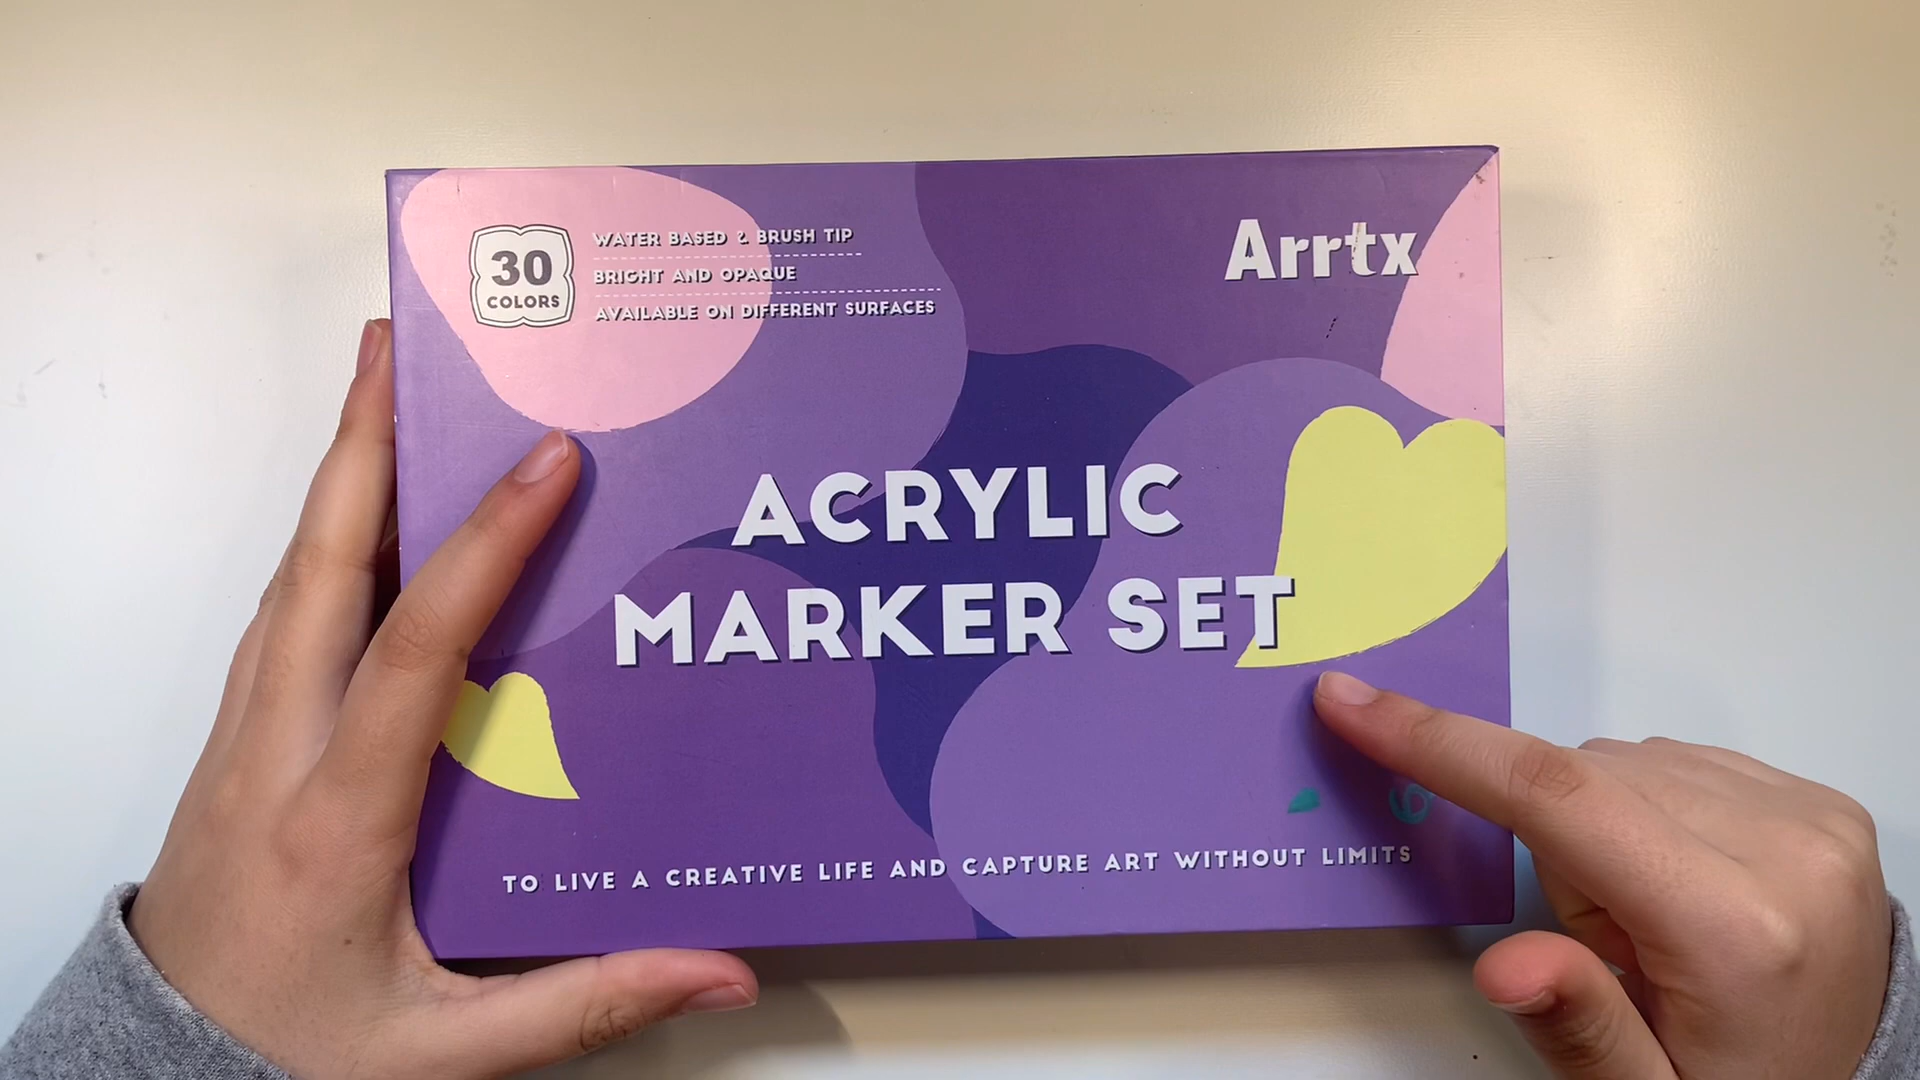 30
COLORS
WATER BASED & BRUSH TIP
BRIGHT AND OPAQUE
AVAILABLE ON DIFFERENT SURFACES
Arrtx
ACRYLIC
MARKER SET
TO LIVE A CREATIVE LIFE AND CAPTURE ART WITHOUT LIMITS